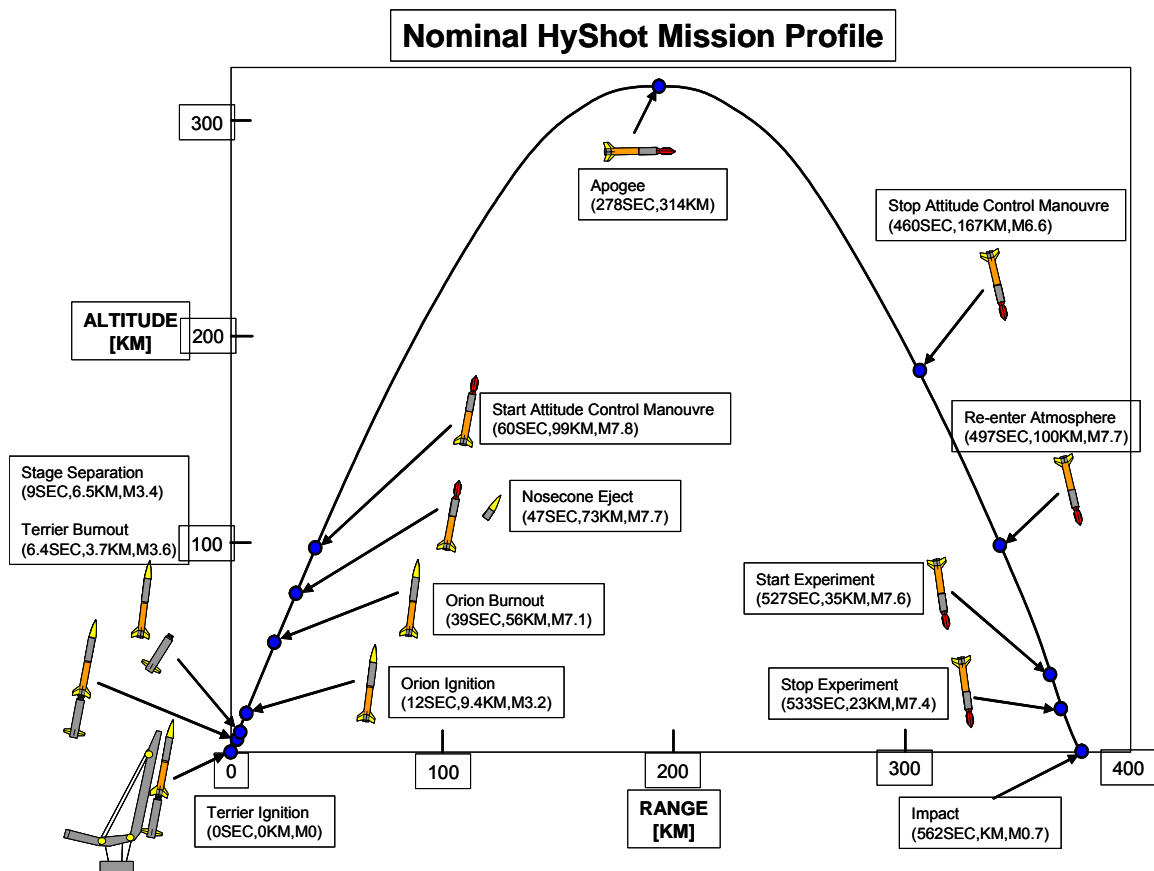 Nominal HyShot Mission Profile
300
Apogee
(278SEC,314KM)
Stop Attitude Control Manouvre
(460SEC,167KM,M6.6)
ALTITUDE
[KM]
200
Start Attitude Control Manouvre
(60SEC,99KM,M7.8)
Re-enter Atmosphere
(497SEC,100KM,M7.7)
Stage Separation
(9SEC,6.5KM,M3.4)
Terrier Burnout
(6.4SEC,3.7KM,M3.6)
Nosecone Eject
(47SEC,73KM,M7.7)
100
Start Experiment
(527SEC,35KM,M7.6)
Orion Burnout
(39SEC,56KM,M7.1)
Orion Ignition
(12SEC,9.4KM,M3.2)
Stop Experiment
(533SEC,23KM,M7.4)
0
100
200
300
400
Terrier Ignition
(0SEC,0KM,M0)
RANGE
[KM]
Impact
(562SEC,KM,M0.7)